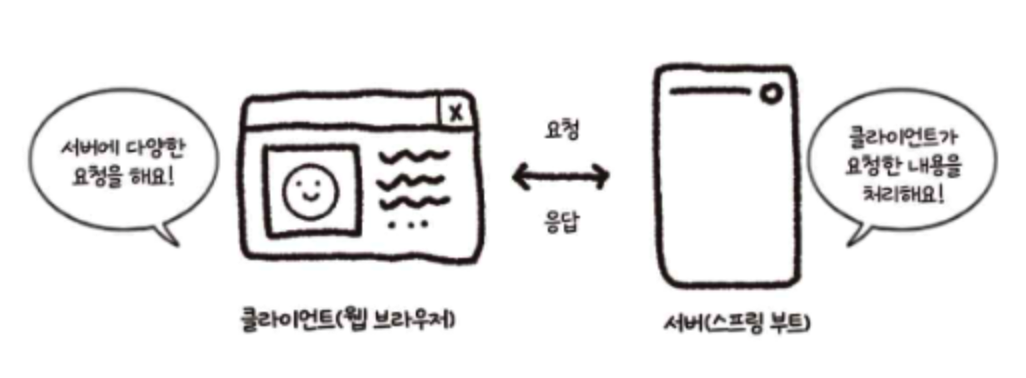 서버에 다양한
요청을 해요!
X
요청
응답
클라이언트가
요청한 내용을
처리해요!
클라이언트(웹 브라우저)
서버(스프링 부트)